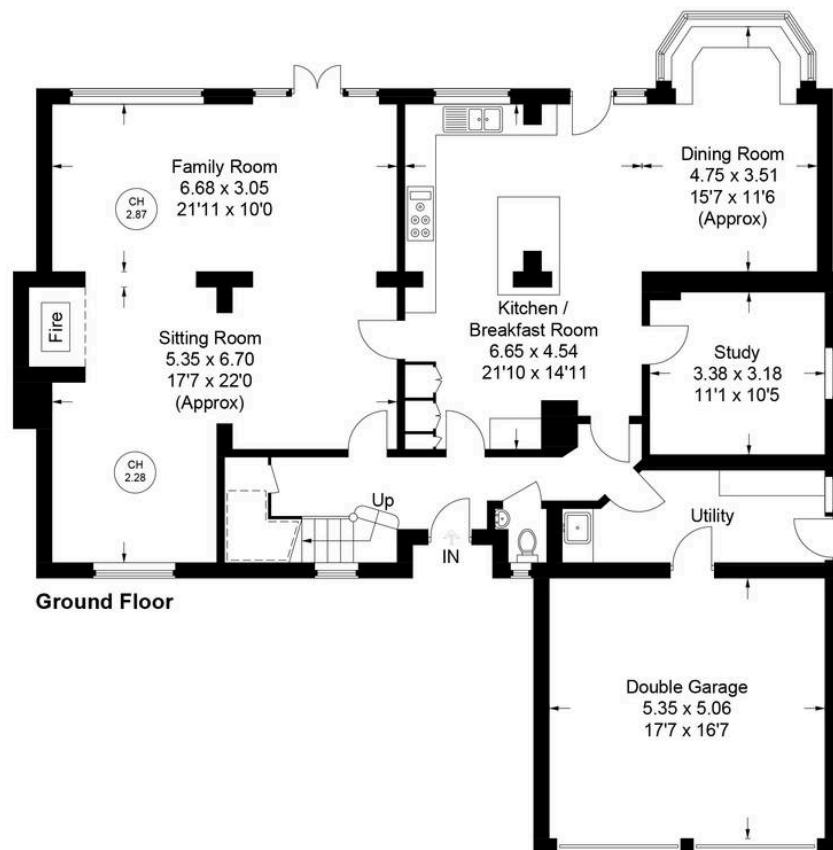 Family Room
6.68 x 3.05
21'11 x 10'0
CH
2.87
Dining Room
4.75 x 3.51
15'7 x 11'6
(Approx)
Fire
Sitting Room
5.35 x 6.70
17'7 x 22'0
(Approx)
Kitchen /
Breakfast Room
6.65 x 4.54
21'10 x 14'11
Study
3.38 x 3.18
11'1 x 10'5
CH
2.28
Up
IN
Utility
Ground Floor
Double Garage
5.35 x 5.06
17'7 x 16'7